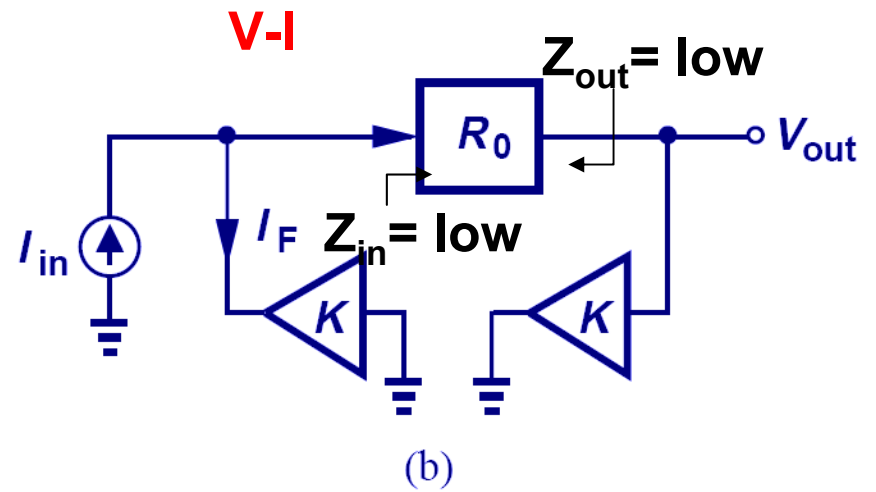 V-I
Zout= low
R0
Vout
Iin
IF
Zin= low
K
K
(b)